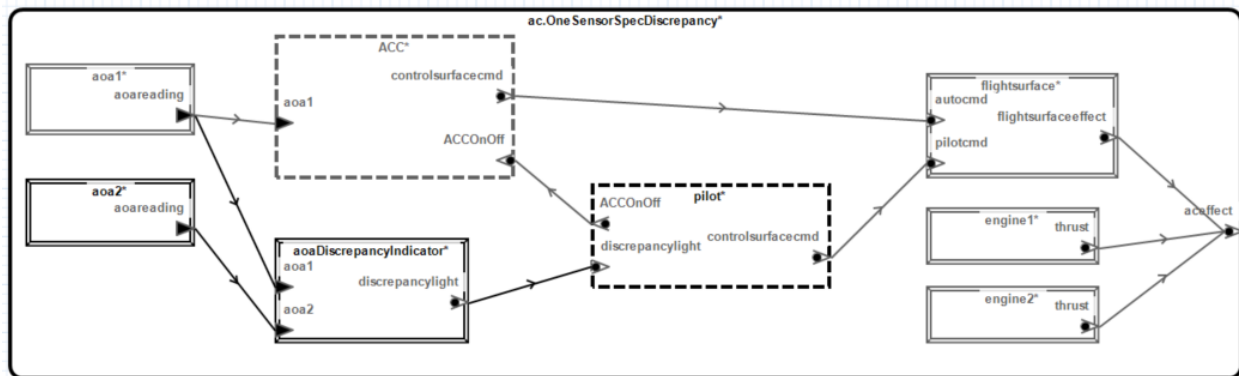 ac.OneSensorSpecDiscrepancy*
aoa1*
aoareading
aoa2*
aoareading
ACC*
controlsurfacecmd
aoa1
ACCOnOff
aoaDiscrepancyIndicator*
aoa1
discrepancylight
aoa2
pilot*
ACCOnOff
controlsurfacecmd
discrepancylight
flightsurface*
autocmd
flightsurfaceeffect
pilotcmd
engine1*
thrust
engine2*
thrust
aceffect